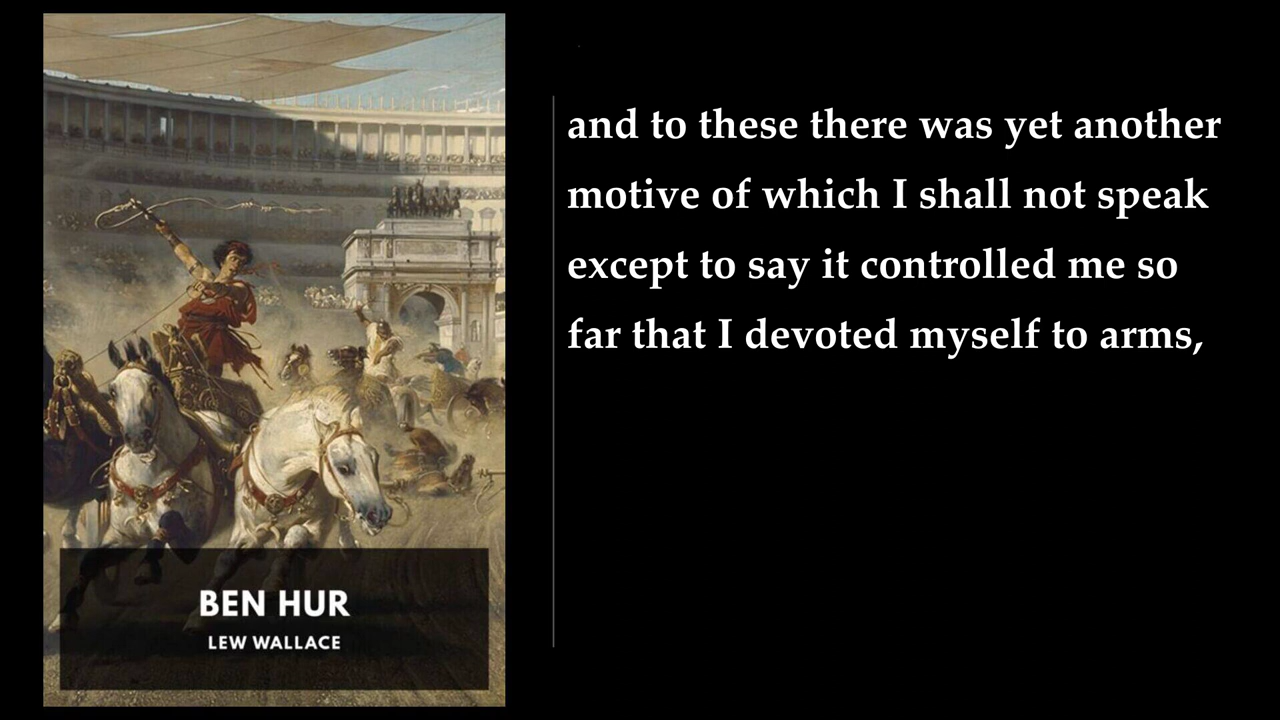 BEN HUR
LEW WALLACE
and to these there was yet another
motive of which I shall not speak
except to say it controlled me so
far that I devoted myself to arms,